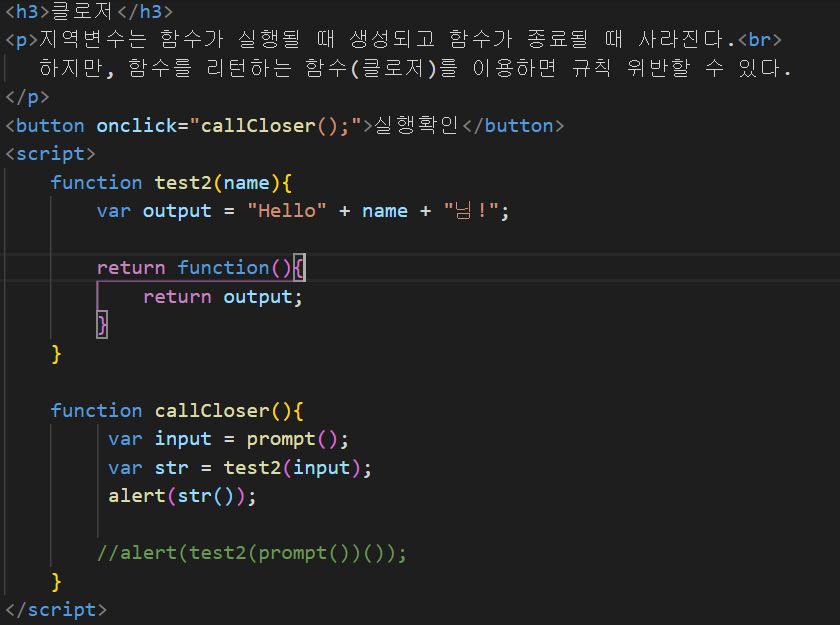 <h3>클로저</h3>
<p>지역변수는 함수가 실행될 때 생성되고 함수가 종료될 때 사라진다.<br>
하지만, 함수를 리턴하는 함수(클로저)를 이용하면 규칙 위반할 수 있다.
</p>
<button onclick="callCloser();">실행확인</button>
<script>
function test2(name){
var output = "Hello" + name + "님!";
return function(){
return output;
}
}
function callCloser(){
var input = prompt();
var str = test2(input);
alert(str());
//alert(test2(prompt())());
}
</script>